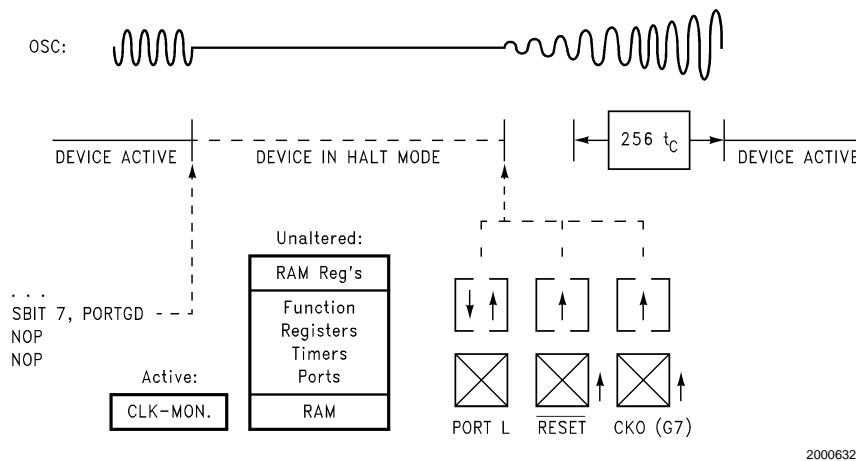 OSC:
256 tC
DEVICE ACTIVE
DEVICE IN HALT MODE
DEVICE ACTIVE
Unaltered:
RAM Reg's
Function
Registers
Timers
Ports
RAM
. . .
SBIT 7, PORTGD
NOP
NOP
Active:
CLK-MON.
PORT L
RESET
CKO (G7)
2000632